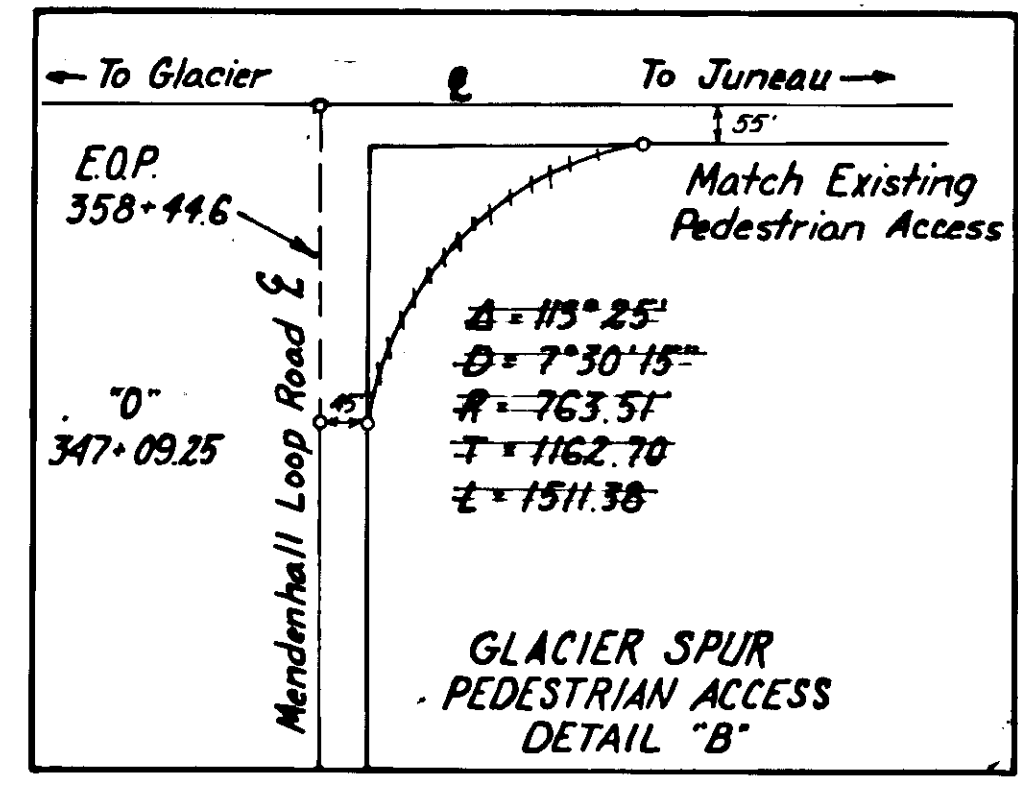 ← To Glacier
℄
To Juneau →
55'
E.O.P.
358+44.6
Match Existing
Pedestrian Access
Mendenhall Loop Road ℄
Δ = 113° 25'
D = 7° 30' 15"
R = 763.51'
T = 1162.70
L = 1511.38
"O"
347+09.25
45'
GLACIER SPUR
PEDESTRIAN ACCESS
DETAIL "B"